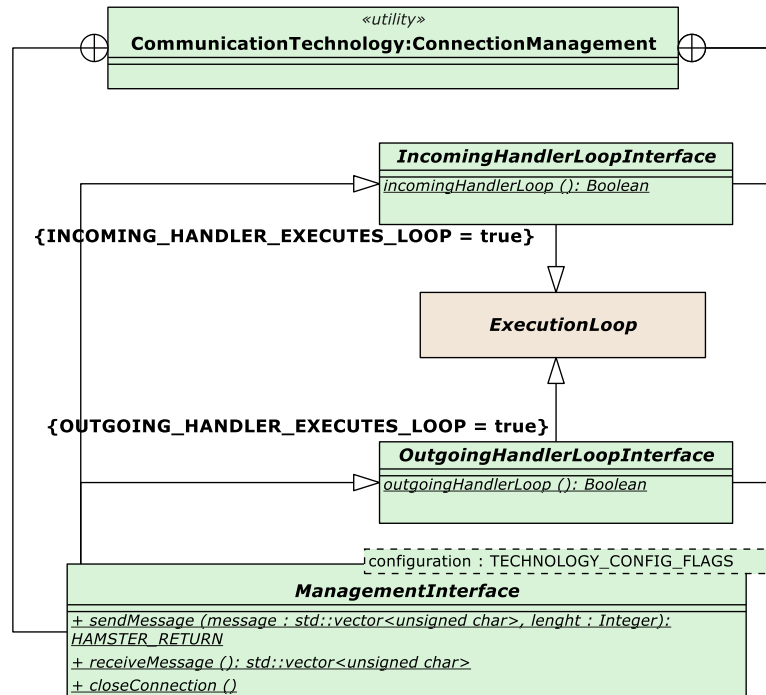 «utility»
CommunicationTechnology:ConnectionManagement
IncomingHandlerLoopInterface
incomingHandlerLoop (): Boolean
{INCOMING_HANDLER_EXECUTES_LOOP = true}
ExecutionLoop
{OUTGOING_HANDLER_EXECUTES_LOOP = true}
OutgoingHandlerLoopInterface
outgoingHandlerLoop (): Boolean
configuration : TECHNOLOGY_CONFIG_FLAGS
ManagementInterface
+ sendMessage (message : std::vector<unsigned char>, lenght : Integer):
HAMSTER_RETURN
+ receiveMessage (): std::vector<unsigned char>
+ closeConnection ()